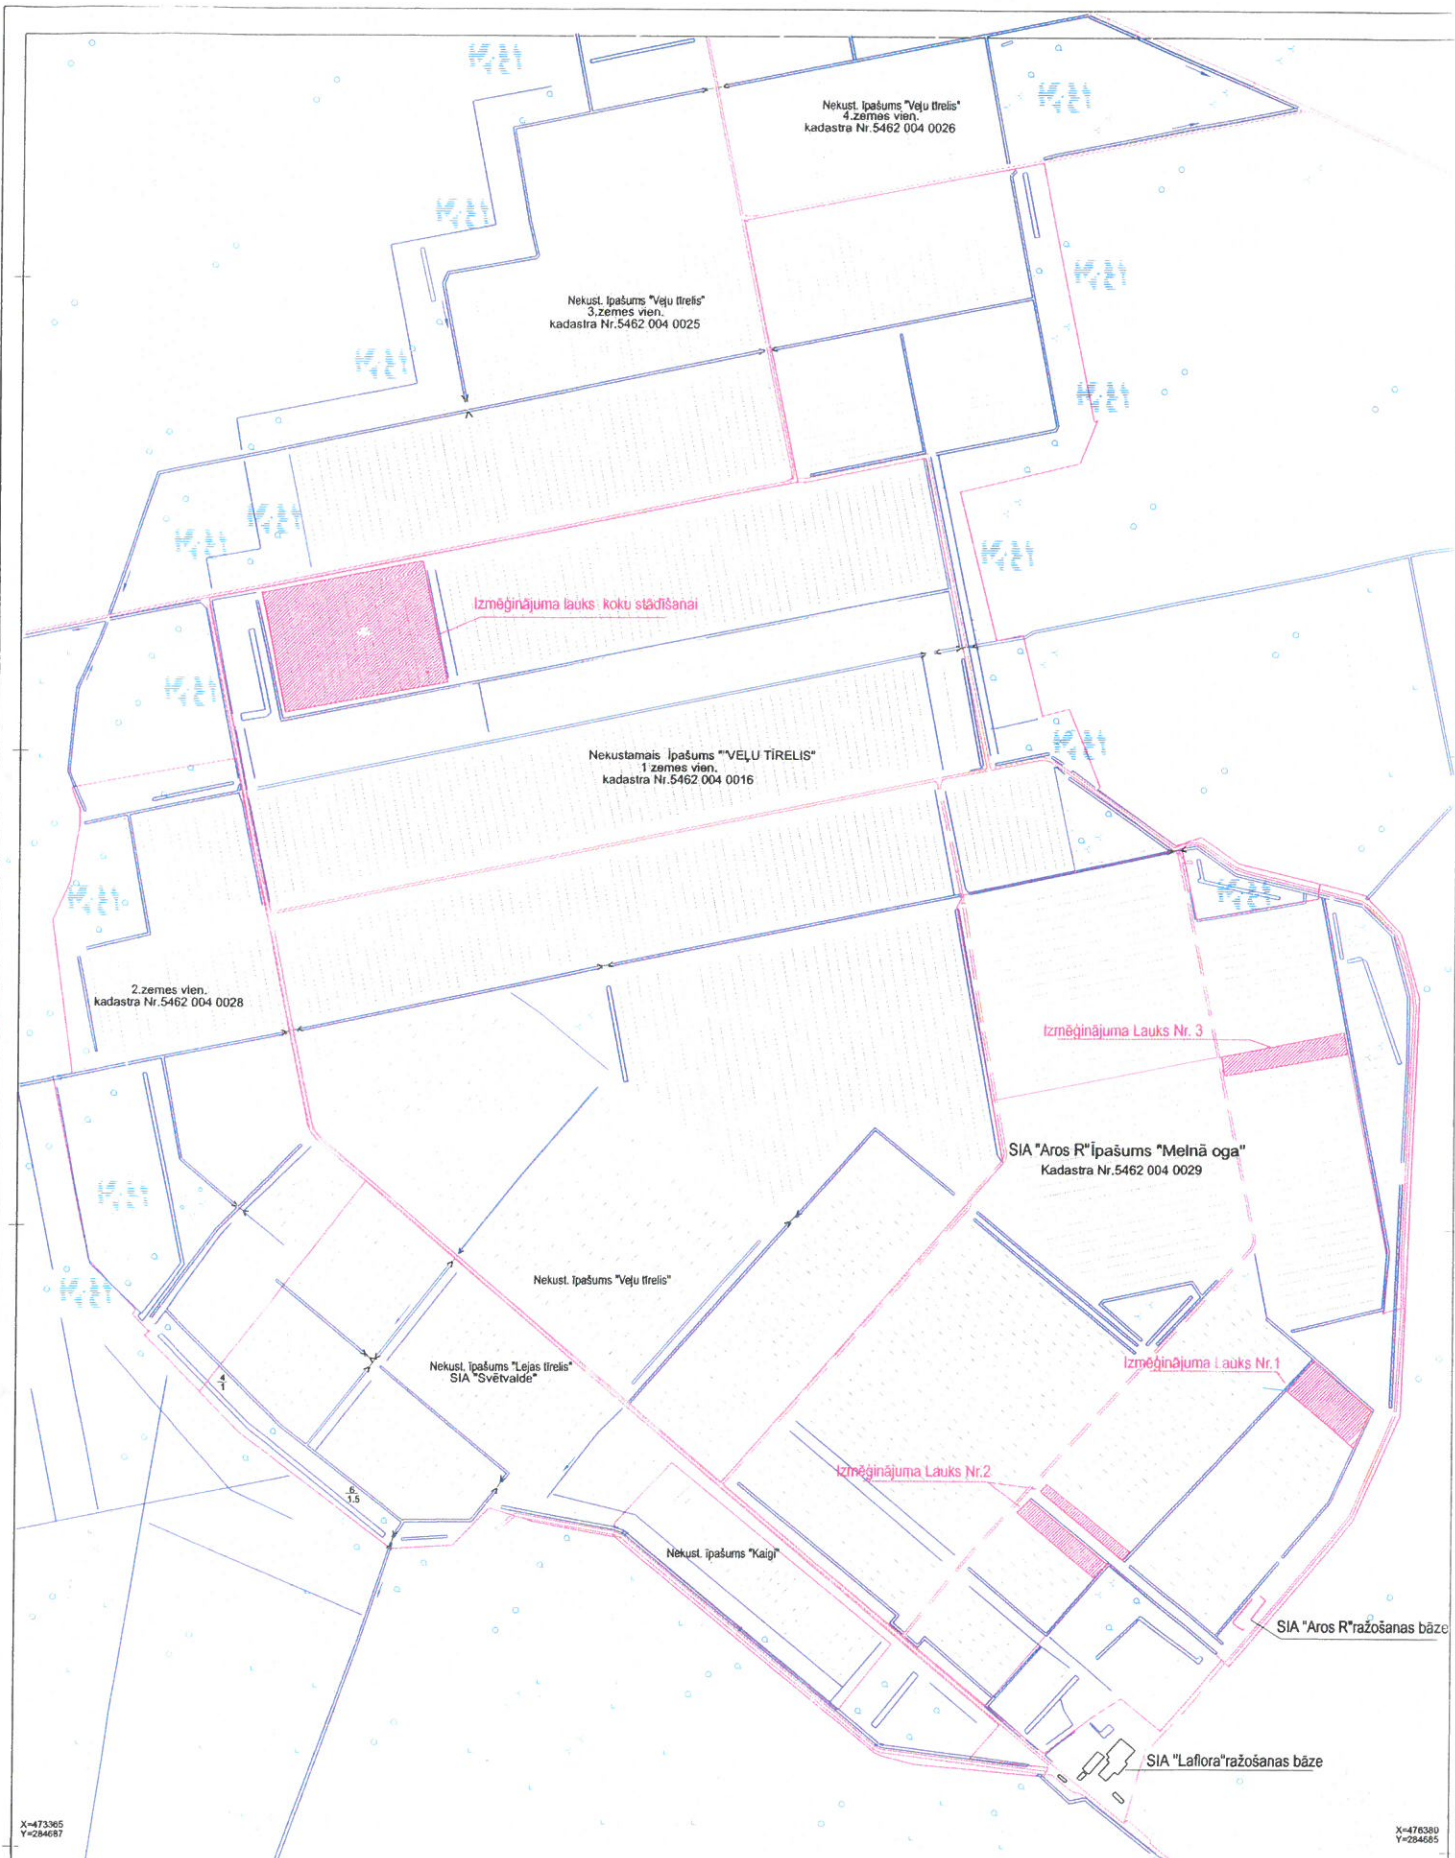 Nekust. īpašums "Veļu tīrelis"
4.zemes vien.
kadastra Nr.5462 004 0026
Nekust. īpašums "Veļu tīrelis"
3.zemes vien.
kadastra Nr.5462 004 0025
Izmēģinājuma lauks koku stādīšanai
Nekustamais īpašums ""VEĻU TĪRELIS"
1 zemes vien.
kadastra Nr.5462 004 0016
2.zemes vien.
kadastra Nr.5462 004 0028
Izmēģinājuma Lauks Nr. 3
SIA "Aros R"īpašums "Melnā oga"
Kadastra Nr.5462 004 0029
Nekust. īpašums "Veļu tīrelis"
Nekust. īpašums "Lejas tīrelis"
SIA "Svētvalde"
Izmēģinājuma Lauks Nr.1
4
1
Izmēģinājuma Lauks Nr.2
6
1.5
Nekust. īpašums "Kaigi"
SIA "Aros R"ražošanas bāze
SIA "Laflora"ražošanas bāze
X=473365
Y=284687
X=476380
Y=284685